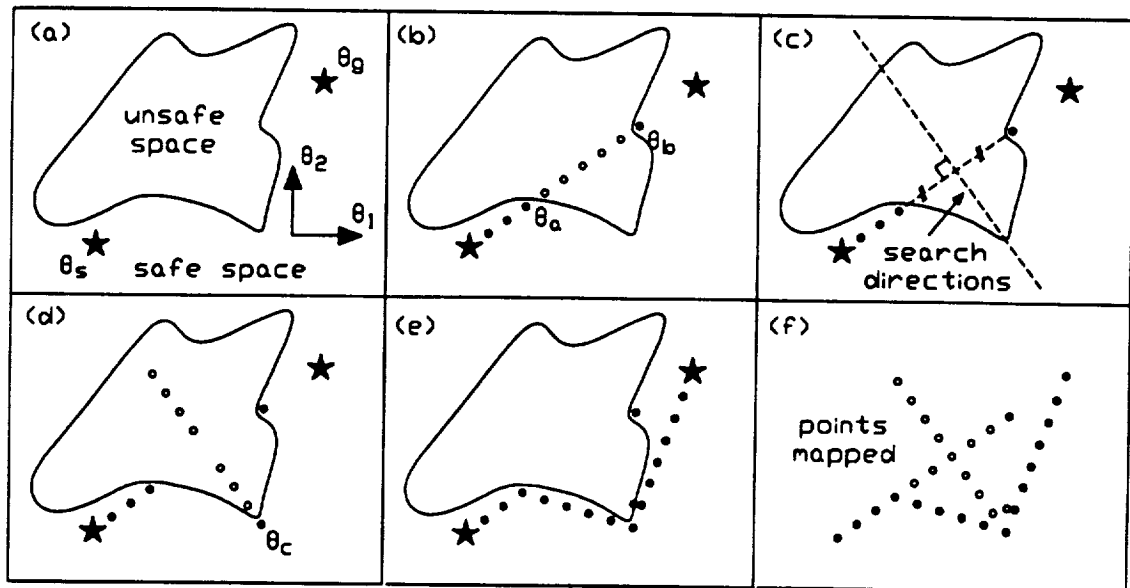 (a)
θg
unsafe
space
θ2
θ1
θs
safe space
(b)
θb
θa
(c)
search
directions
(d)
θc
(e)
(f)
points
mapped